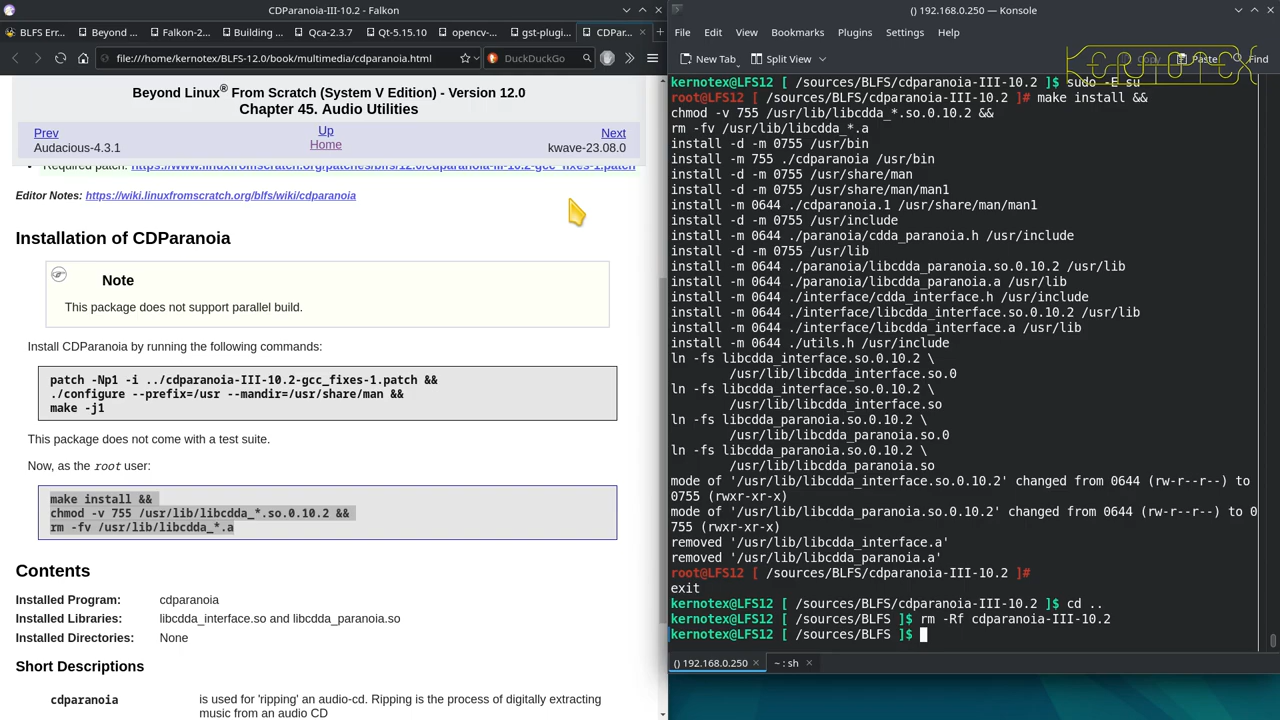 CDParanoia-III-10.2 - Falkon
BLFS Err...
Beyond ...
Falkon-2...
Building ...
Qca-2.3.7
Qt-5.15.10
opencv-...
gst-plugi...
CDPar...
file:///home/kernotex/BLFS-12.0/book/multimedia/cdparanoia.html
DuckDuckGo
Beyond Linux® From Scratch (System V Edition) - Version 12.0
Chapter 45. Audio Utilities
Prev
Up
Next
Audacious-4.3.1
Home
kwave-23.08.0
Required patch: https://www.linuxfromscratch.org/patches/blfs/12.0/cdparanoia-III-10.2-gcc_fixes-1.patch
Editor Notes: https://wiki.linuxfromscratch.org/blfs/wiki/cdparanoia
Installation of CDParanoia
Note
This package does not support parallel build.
Install CDParanoia by running the following commands:
patch -Np1 -i ../cdparanoia-III-10.2-gcc_fixes-1.patch &&
./configure --prefix=/usr --mandir=/usr/share/man &&
make -j1
This package does not come with a test suite.
Now, as the root user:
make install &&
chmod -v 755 /usr/lib/libcdda_*.so.0.10.2 &&
rm -fv /usr/lib/libcdda_*.a
Contents
Installed Program: cdparanoia
Installed Libraries: libcdda_interface.so and libcdda_paranoia.so
Installed Directories: None
Short Descriptions
cdparanoia is used for 'ripping' an audio-cd. Ripping is the process of digitally extracting
music from an audio CD
() 192.168.0.250 — Konsole
File Edit View Bookmarks Plugins Settings Help
New Tab Split View Paste Find
KERNOTEX
kernotex@LFS12 [ /sources/BLFS/cdparanoia-III-10.2 ]$ sudo -E su
root@LFS12 [ /sources/BLFS/cdparanoia-III-10.2 ]# make install &&
chmod -v 755 /usr/lib/libcdda_*.so.0.10.2 &&
rm -fv /usr/lib/libcdda_*.a
install -d -m 0755 /usr/bin
install -m 755 ./cdparanoia /usr/bin
install -d -m 0755 /usr/share/man
install -d -m 0755 /usr/share/man/man1
install -m 0644 ./cdparanoia.1 /usr/share/man/man1
install -d -m 0755 /usr/include
install -m 0644 ./paranoia/cdda_paranoia.h /usr/include
install -d -m 0755 /usr/lib
install -m 0644 ./paranoia/libcdda_paranoia.so.0.10.2 /usr/lib
install -m 0644 ./paranoia/libcdda_paranoia.a /usr/lib
install -m 0644 ./interface/cdda_interface.h /usr/include
install -m 0644 ./interface/libcdda_interface.so.0.10.2 /usr/lib
install -m 0644 ./interface/libcdda_interface.a /usr/lib
install -m 0644 ./utils.h /usr/include
ln -fs libcdda_interface.so.0.10.2 \
/usr/lib/libcdda_interface.so.0
ln -fs libcdda_interface.so.0.10.2 \
/usr/lib/libcdda_interface.so
ln -fs libcdda_paranoia.so.0.10.2 \
/usr/lib/libcdda_paranoia.so.0
ln -fs libcdda_paranoia.so.0.10.2 \
/usr/lib/libcdda_paranoia.so
mode of '/usr/lib/libcdda_interface.so.0.10.2' changed from 0644 (rw-r--r--) to
0755 (rwxr-xr-x)
mode of '/usr/lib/libcdda_paranoia.so.0.10.2' changed from 0644 (rw-r--r--) to 0
755 (rwxr-xr-x)
removed '/usr/lib/libcdda_interface.a'
removed '/usr/lib/libcdda_paranoia.a'
root@LFS12 [ /sources/BLFS/cdparanoia-III-10.2 ]#
exit
kernotex@LFS12 [ /sources/BLFS/cdparanoia-III-10.2 ]$ cd ..
kernotex@LFS12 [ /sources/BLFS ]$ rm -Rf cdparanoia-III-10.2
kernotex@LFS12 [ /sources/BLFS ]$
() 192.168.0.250
~ : sh